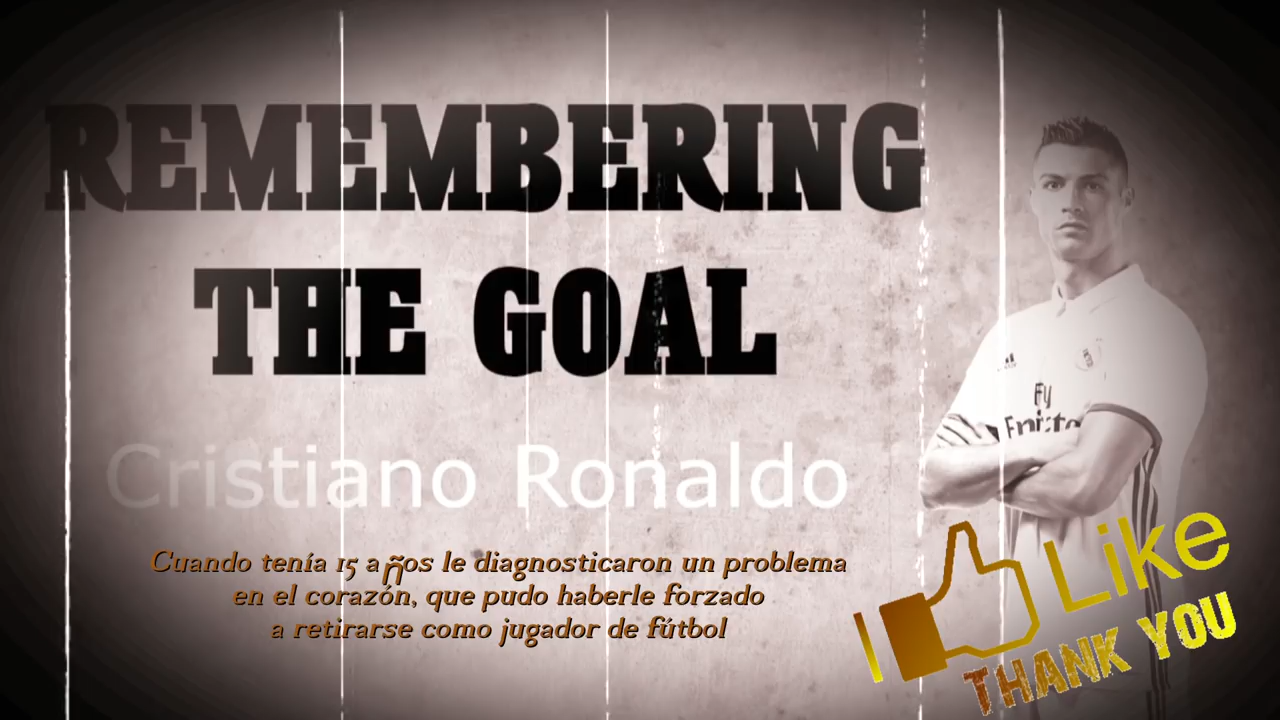 REMEMBERING
THE GOAL
Cristiano Ronaldo
Cuando tenía 15 años le diagnosticaron un problema
en el corazón, que pudo haberle forzado
a retirarse como jugador de fútbol
Fly
Like
THANK YOU